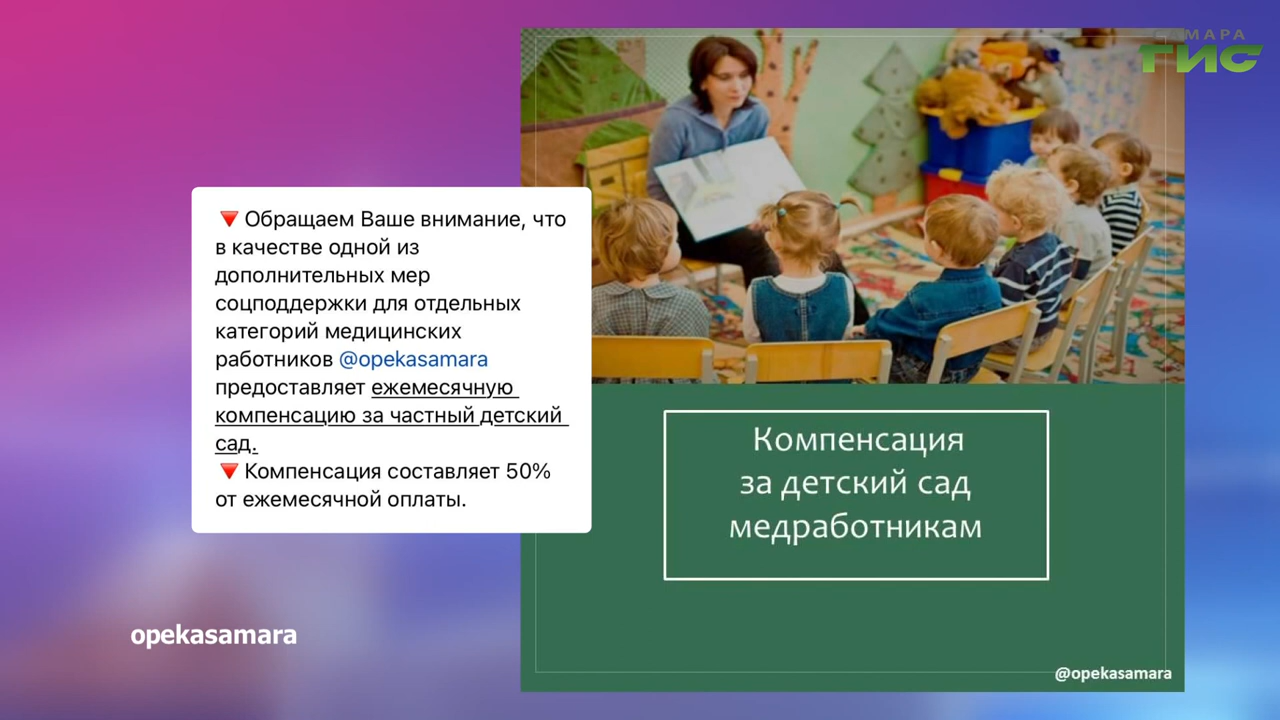 САМАРА
ГИС
🔻Обращаем Ваше внимание, что
в качестве одной из
дополнительных мер
соцподдержки для отдельных
категорий медицинских
работников @opekasamara
предоставляет ежемесячную
компенсацию за частный детский
сад.
🔻Компенсация составляет 50%
от ежемесячной оплаты.
Компенсация
за детский сад
медработникам
opekasamara
@opekasamara